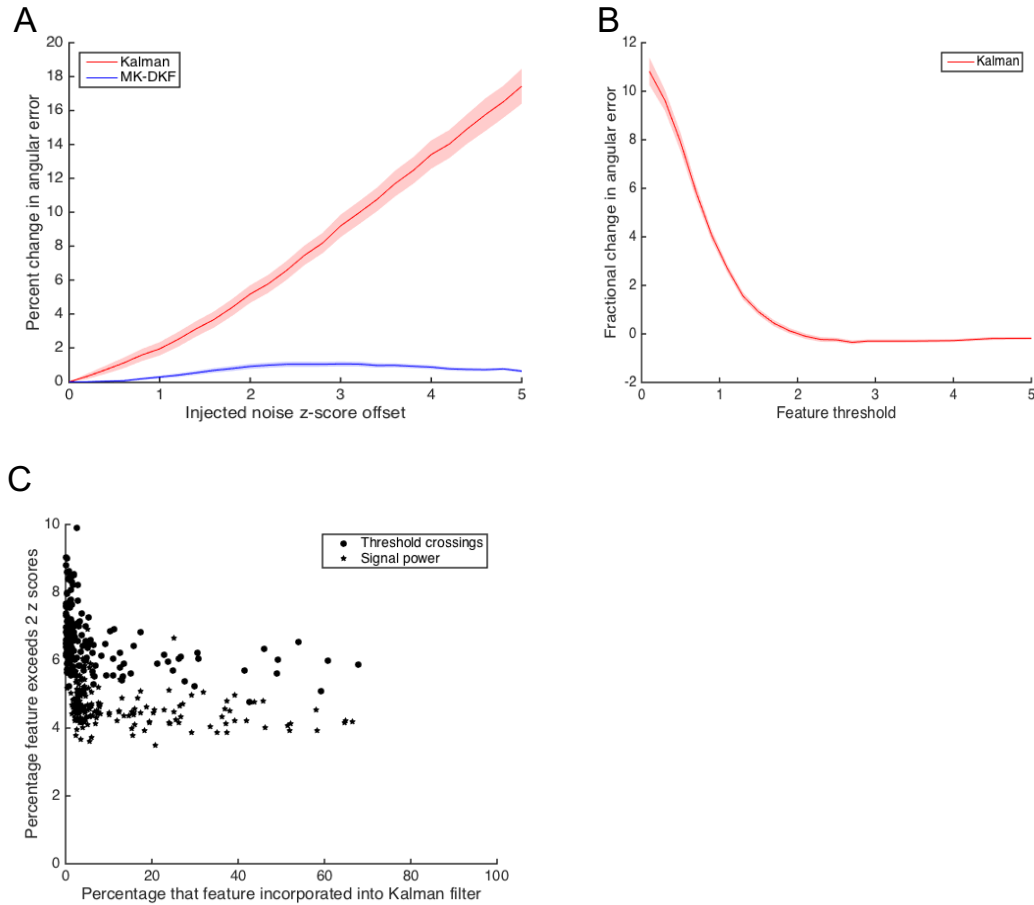 A
Percent change in angular error
20
18
16
14
12
10
8
6
4
2
0
Kalman
MK-DKF
0 1 2 3 4 5
Injected noise z-score offset
B
Fractional change in angular error
12
10
8
6
4
2
0
-2
Kalman
0 1 2 3 4 5
Feature threshold
C
Percentage feature exceeds 2 z scores
10
8
6
4
2
0
Threshold crossings
Signal power
0 20 40 60 80 100
Percentage that feature incorporated into Kalman filter